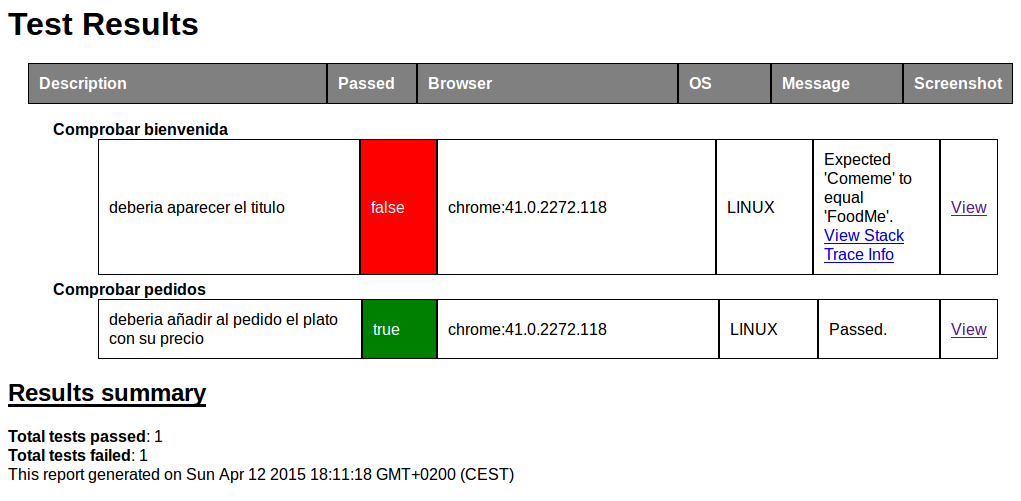 Test Results
Description Passed Browser OS Message Screenshot
Comprobar bienvenida
deberia aparecer el titulo false chrome:41.0.2272.118 LINUX Expected 'Comeme' to equal 'FoodMe'. View Stack Trace Info View
Comprobar pedidos
deberia añadir al pedido el plato con su precio true chrome:41.0.2272.118 LINUX Passed. View
Results summary
Total tests passed: 1
Total tests failed: 1
This report generated on Sun Apr 12 2015 18:11:18 GMT+0200 (CEST)